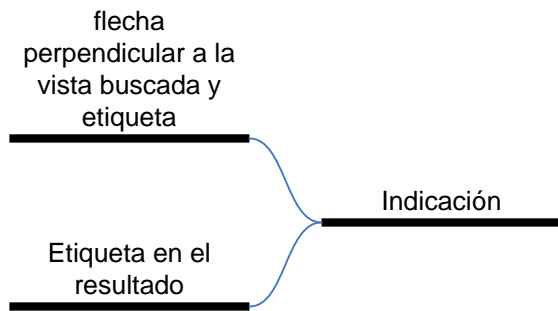 flecha
perpendicular a la
vista buscada y
etiqueta
Indicación
Etiqueta en el
resultado